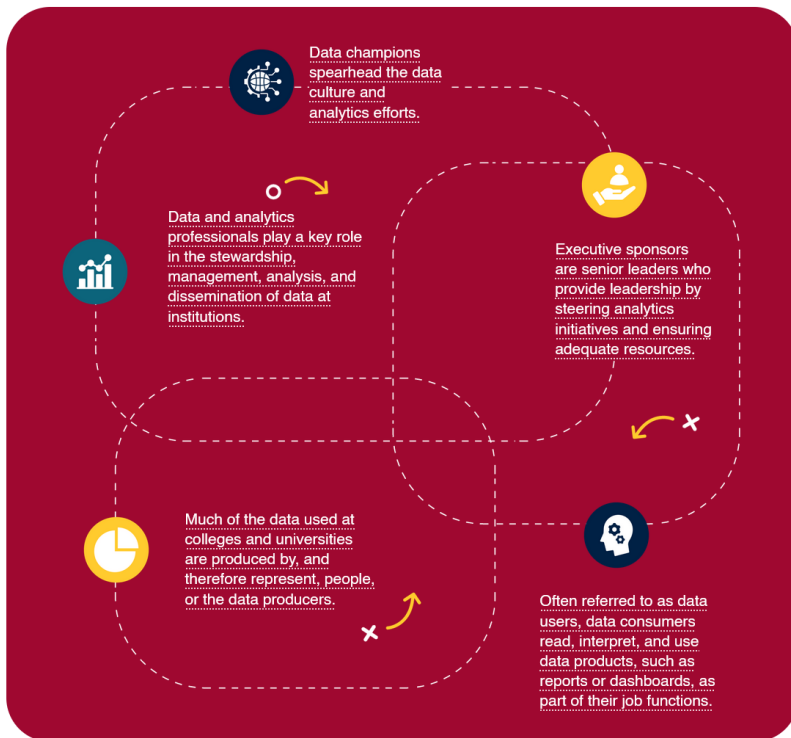 Data champions
spearhead the data
culture and
analytics efforts.
Data and analytics
professionals play a key role
in the stewardship,
management, analysis, and
dissemination of data at
institutions.
Executive sponsors
are senior leaders who
provide leadership by
steering analytics
initiatives and ensuring
adequate resources.
Much of the data used at
colleges and universities
are produced by, and
therefore represent, people,
or the data producers.
Often referred to as data
users, data consumers
read, interpret, and use
data products, such as
reports or dashboards, as
part of their job functions.